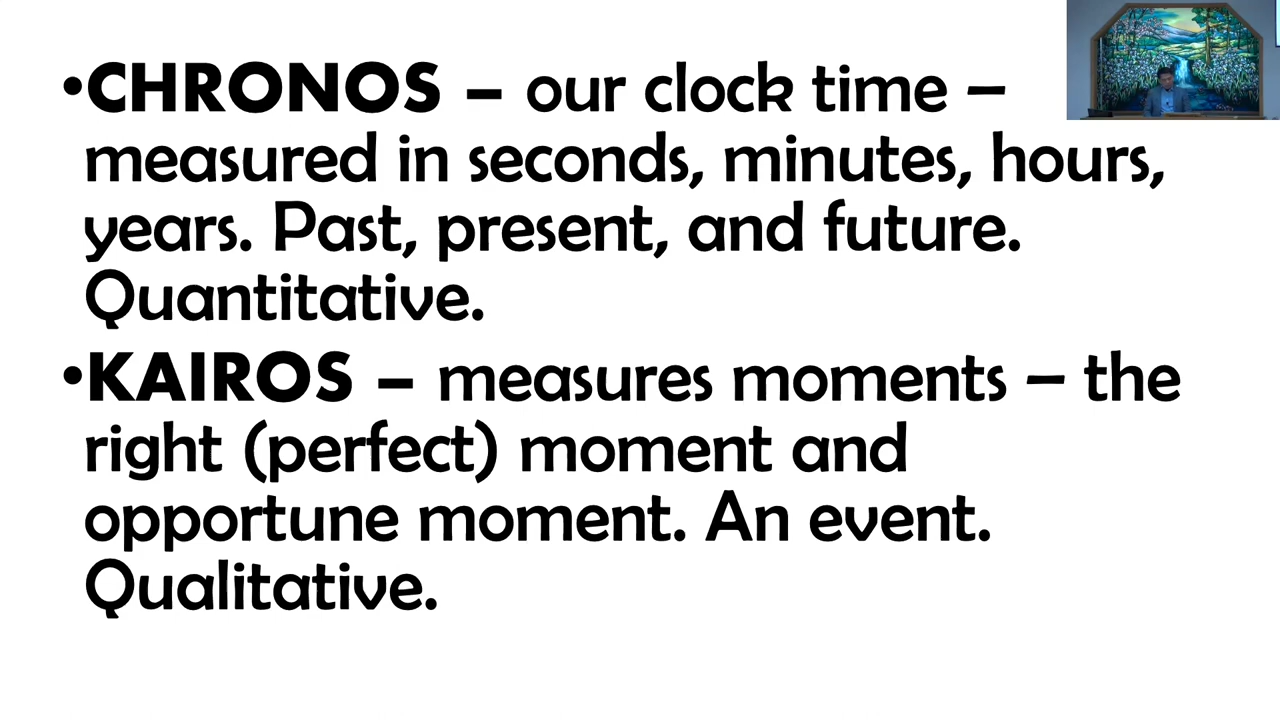 •CHRONOS – our clock time –
measured in seconds, minutes, hours,
years. Past, present, and future.
Quantitative.
•KAIROS – measures moments – the
right (perfect) moment and
opportune moment. An event.
Qualitative.